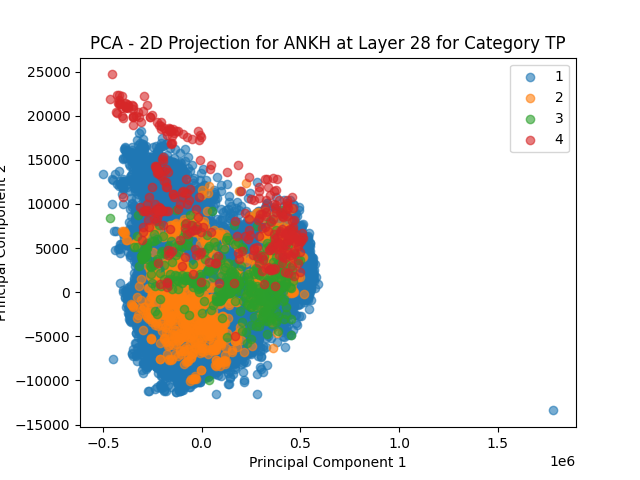 PCA - 2D Projection for ANKH at Layer 28 for Category TP
1
2
3
4
25000
20000
15000
10000
5000
0
−5000
−10000
−15000
Principal Component 2
−0.5 0.0 0.5 1.0 1.5
1e6
Principal Component 1